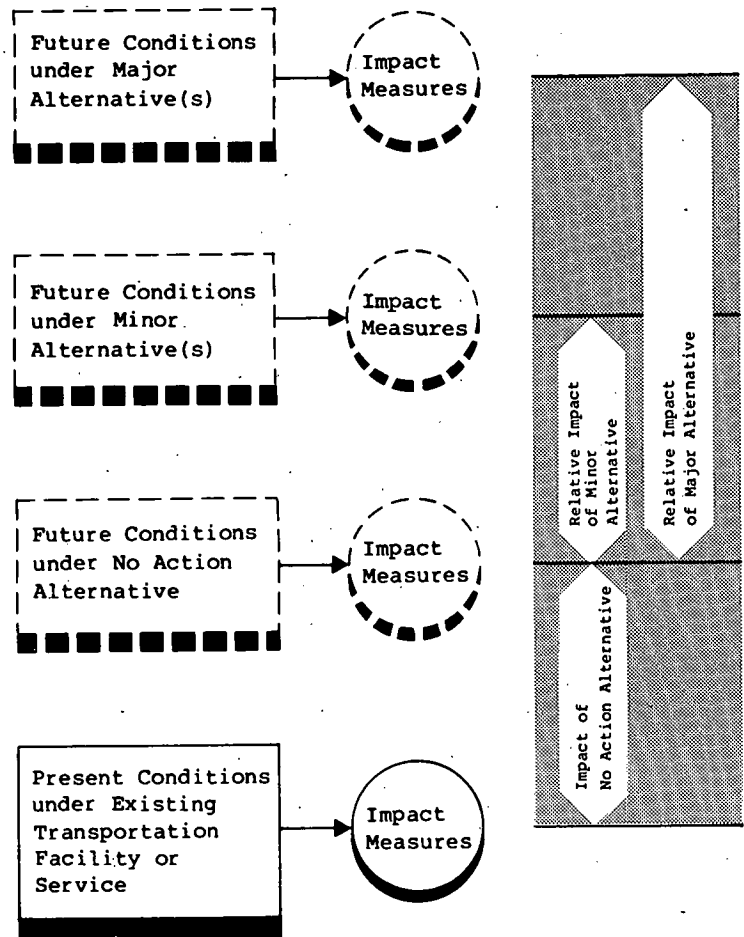 Future Conditions
under Major
Alternative(s)
Impact
Measures
Future Conditions
under Minor
Alternative(s)
Impact
Measures
Future Conditions
under No Action
Alternative
Impact
Measures
Present Conditions
under Existing
Transportation
Facility or
Service
Impact
Measures
Relative Impact
of Minor
Alternative
Relative Impact
of Major Alternative
Impact of
No Action Alternative